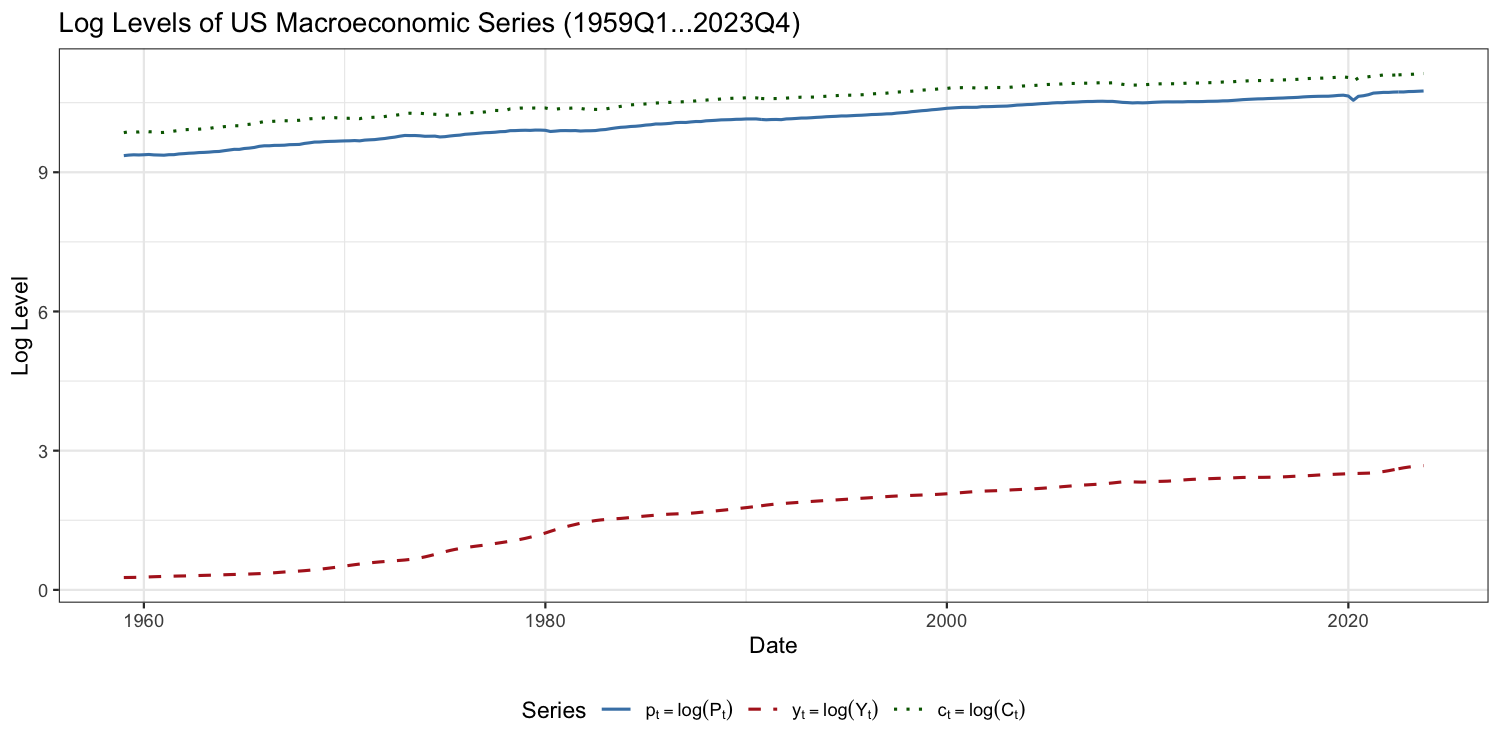 Log Levels of US Macroeconomic Series (1959Q1...2023Q4)
Log Level
9
6
3
0
1960 1980 2000 2020
Date
Series pₜ = log(Pₜ) yₜ = log(Yₜ) cₜ = log(Cₜ)